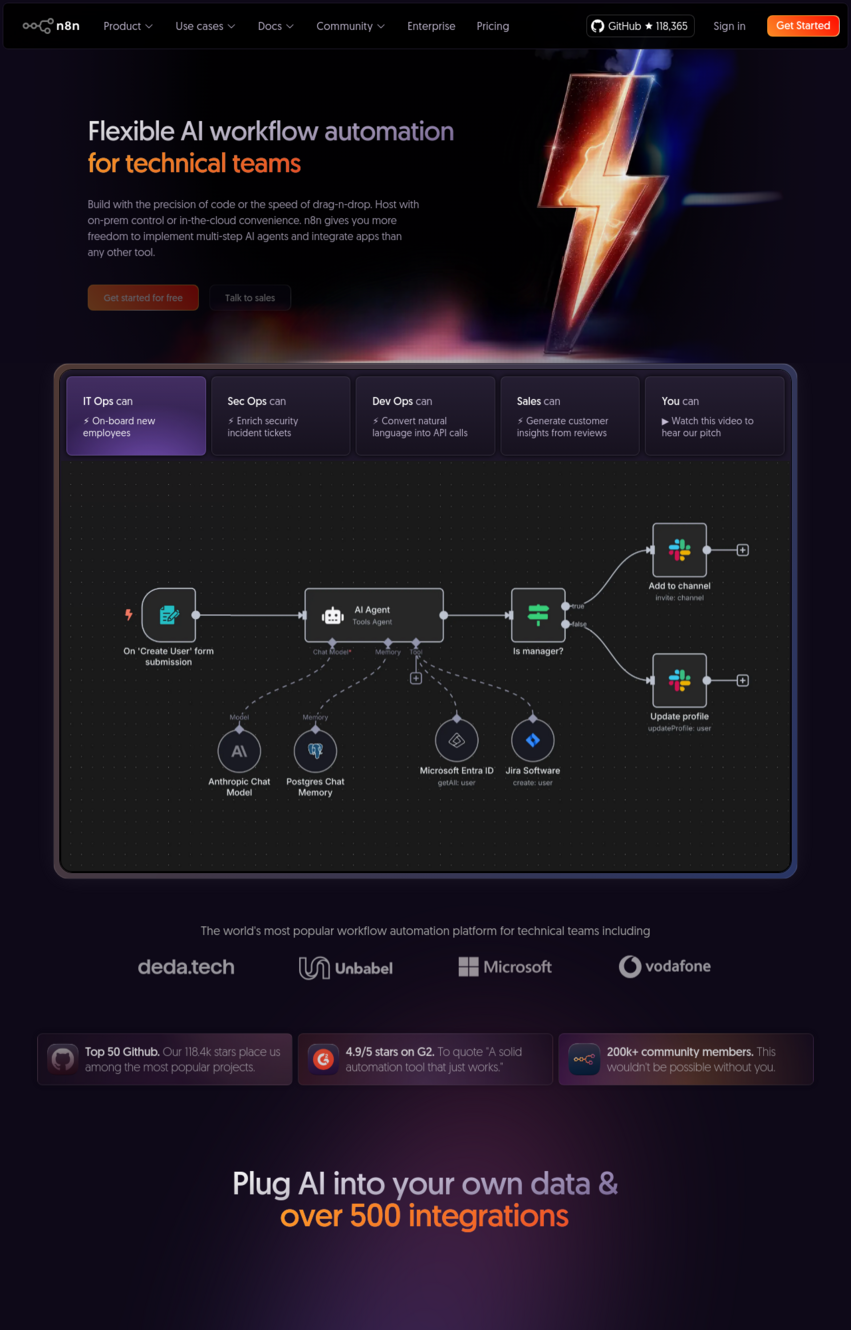 n8n
Product
Use cases
Docs
Community
Enterprise
Pricing
GitHub ★ 118,365
Sign in
Get Started
Flexible AI workflow automation
for technical teams
Build with the precision of code or the speed of drag-n-drop. Host with
on-prem control or in-the-cloud convenience. n8n gives you more
freedom to implement multi-step AI agents and integrate apps than
any other tool.
Get started for free
Talk to sales
IT Ops can
⚡ On-board new
employees
Sec Ops can
⚡ Enrich security
incident tickets
Dev Ops can
⚡ Convert natural
language into API calls
Sales can
⚡ Generate customer
insights from reviews
You can
▶ Watch this video to
hear our pitch
On 'Create User' form
submission
AI Agent
Tools Agent
Chat Model*
Memory
Tool
Is manager?
true
false
Add to channel
invite: channel
Update profile
updateProfile: user
Model
Anthropic Chat
Model
Memory
Postgres Chat
Memory
Microsoft Entra ID
getAll: user
Jira Software
create: user
The world's most popular workflow automation platform for technical teams including
deda.tech
Unbabel
Microsoft
vodafone
Top 50 Github. Our 118.4k stars place us
among the most popular projects.
4.9/5 stars on G2. To quote "A solid
automation tool that just works."
200k+ community members. This
wouldn't be possible without you.
Plug AI into your own data &
over 500 integrations